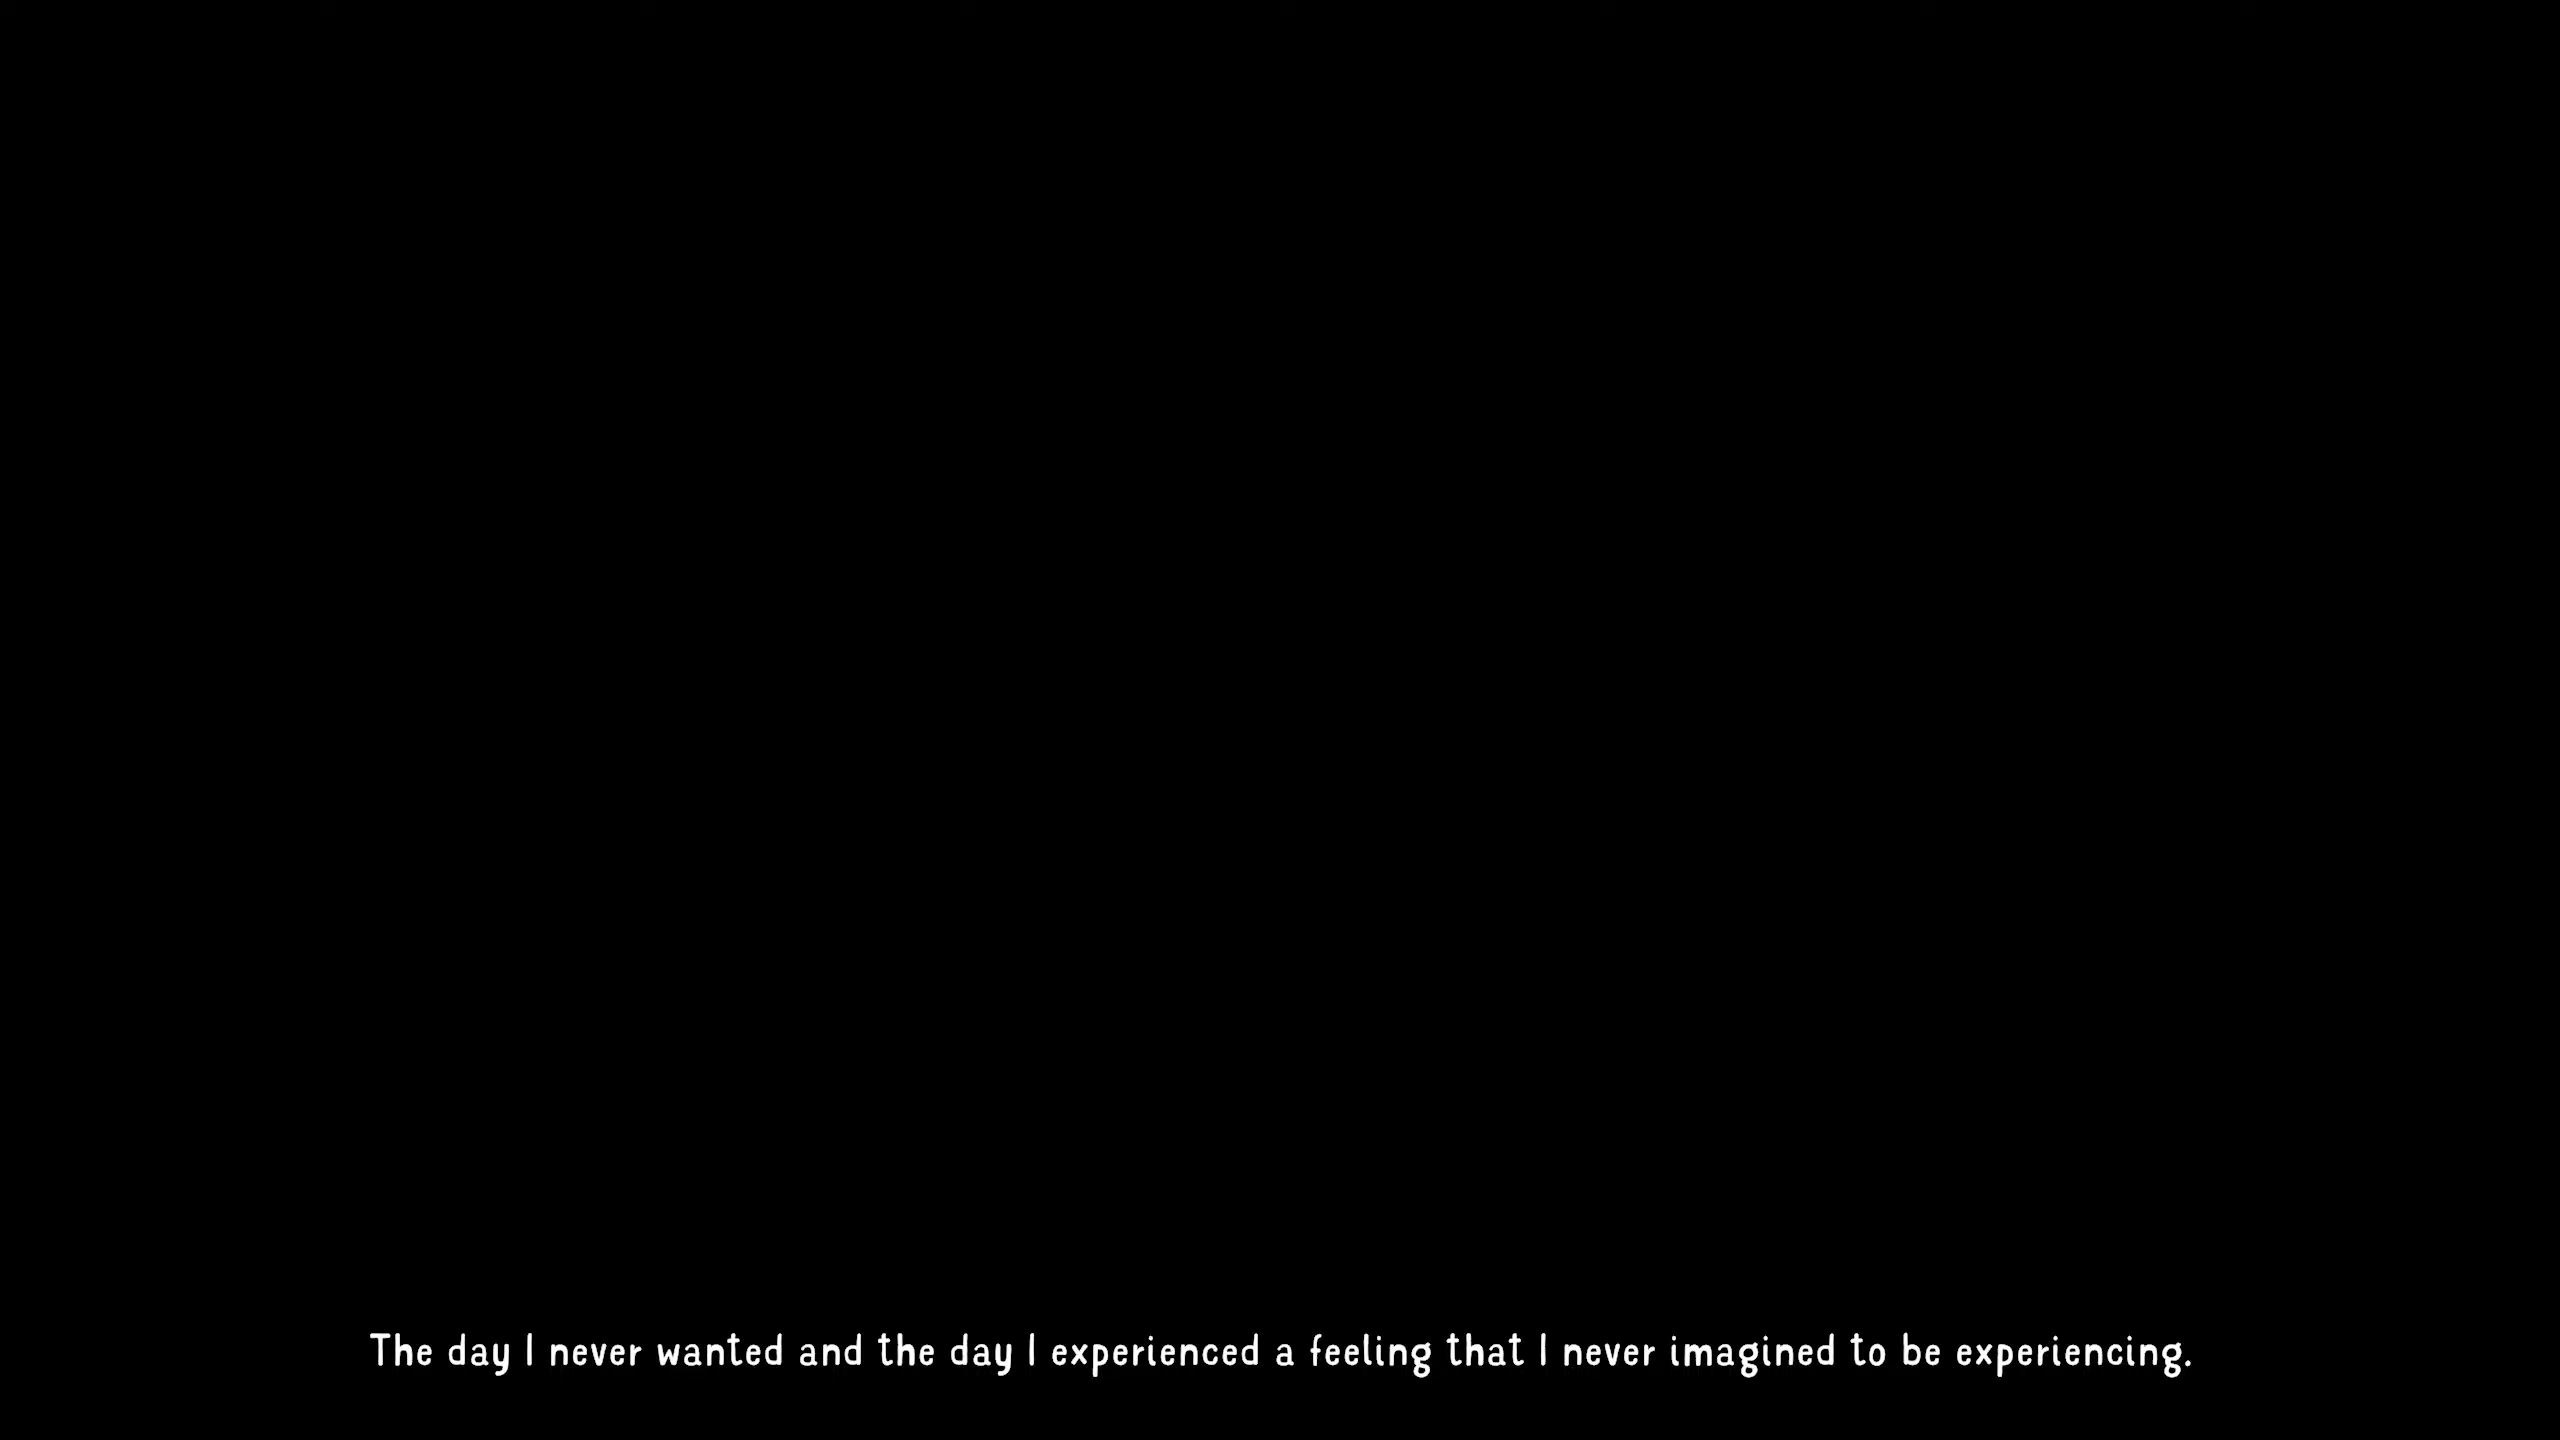 The day I never wanted and the day I experienced a feeling that I never imagined to be experiencing.